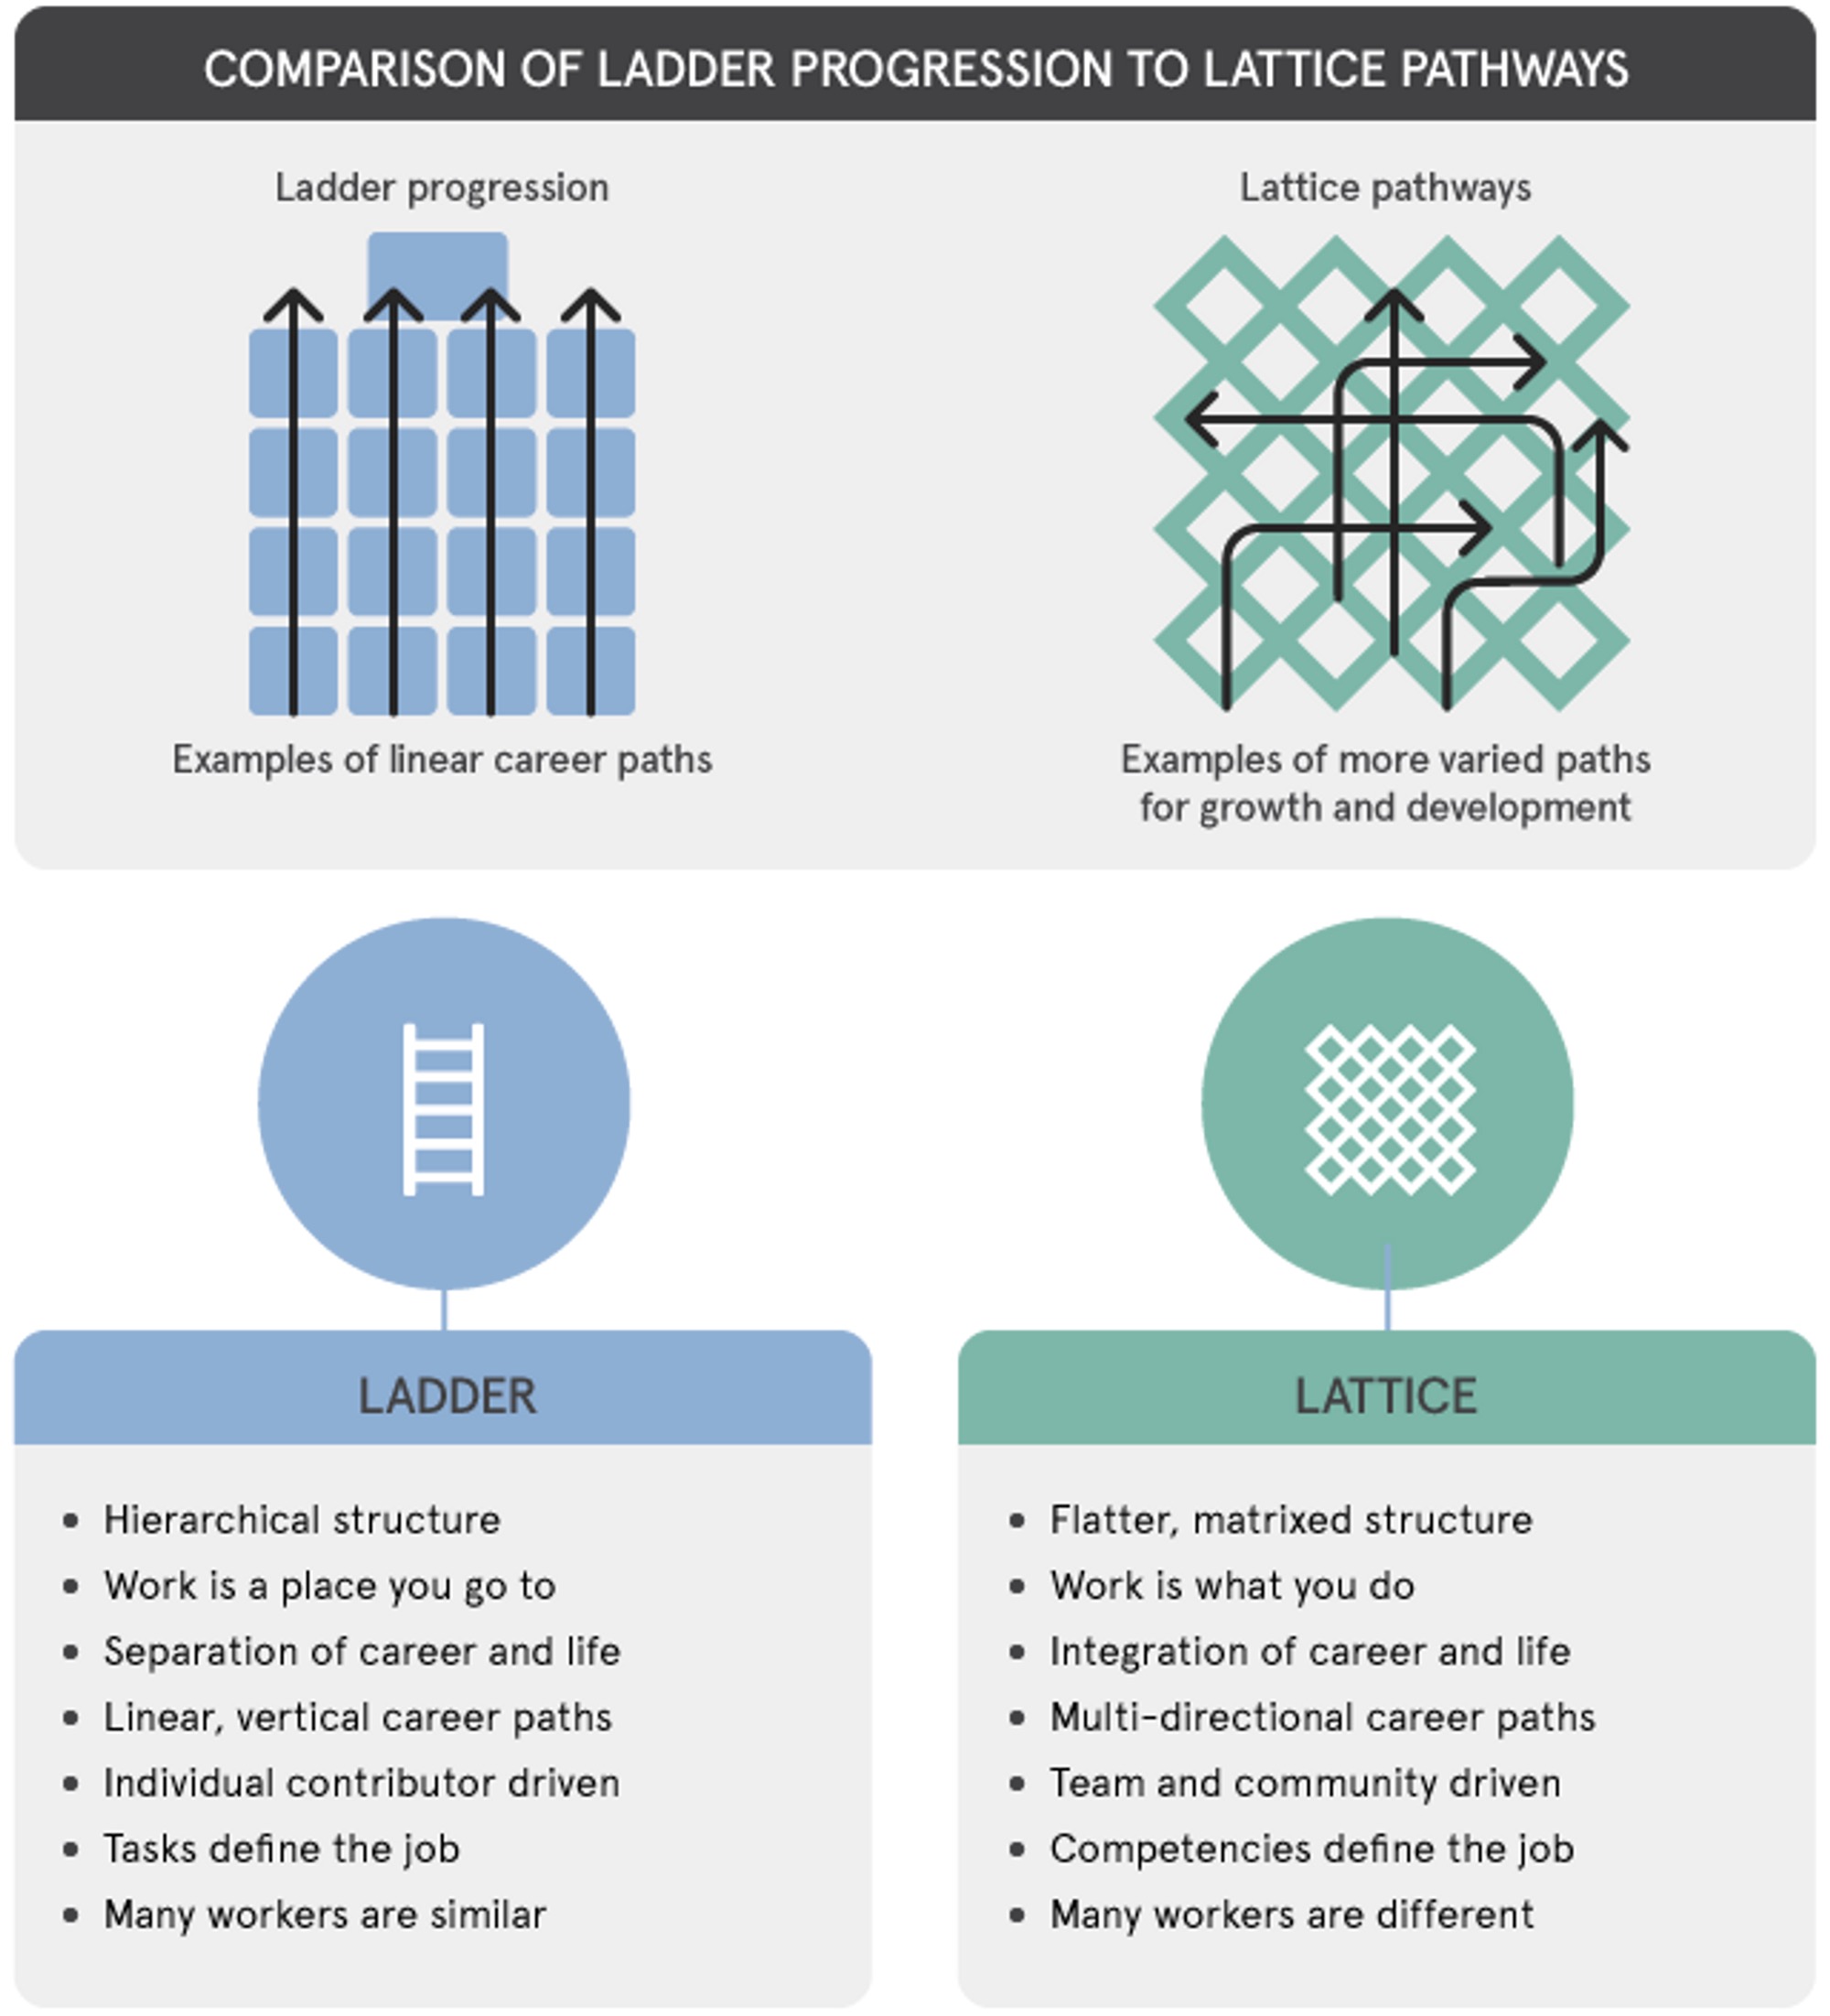 COMPARISON OF LADDER PROGRESSION TO LATTICE PATHWAYS
Ladder progression
Examples of linear career paths
Lattice pathways
Examples of more varied paths
for growth and development
LADDER
• Hierarchical structure
• Work is a place you go to
• Separation of career and life
• Linear, vertical career paths
• Individual contributor driven
• Tasks define the job
• Many workers are similar
LATTICE
• Flatter, matrixed structure
• Work is what you do
• Integration of career and life
• Multi-directional career paths
• Team and community driven
• Competencies define the job
• Many workers are different